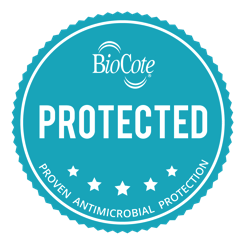 BioCote®
PROTECTED
PROVEN ANTIMICROBIAL PROTECTION